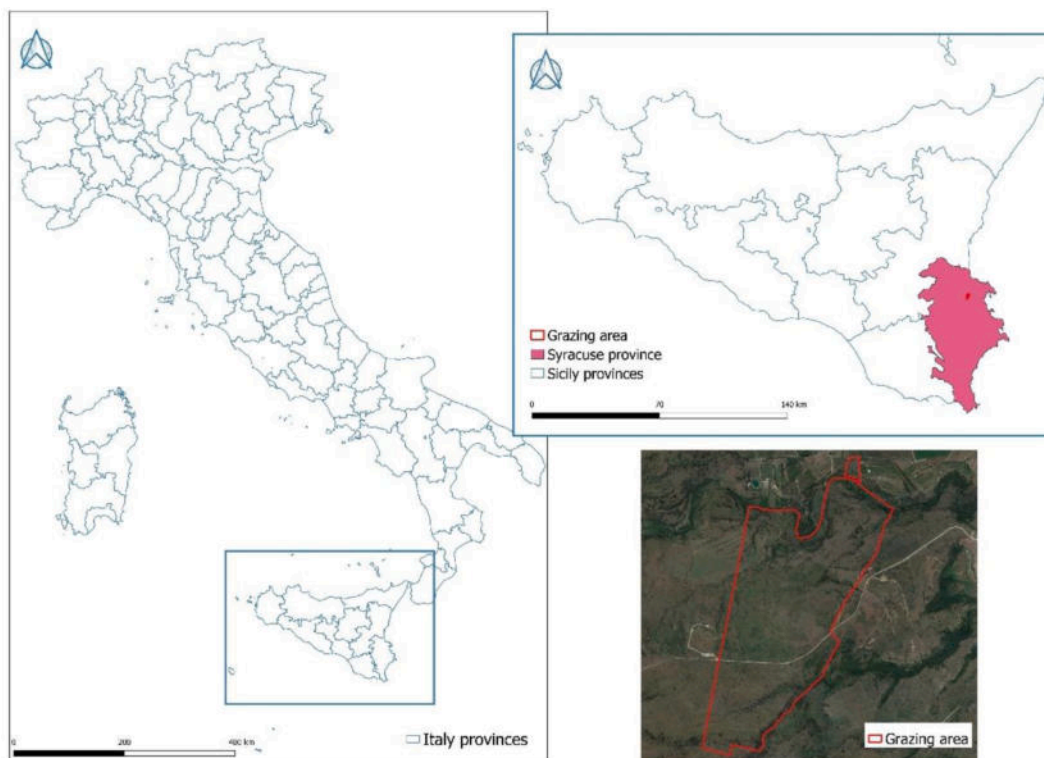 Grazing area
Syracuse province
Sicily provinces
0
70
140 km
0
200
400 km
Italy provinces
Grazing area